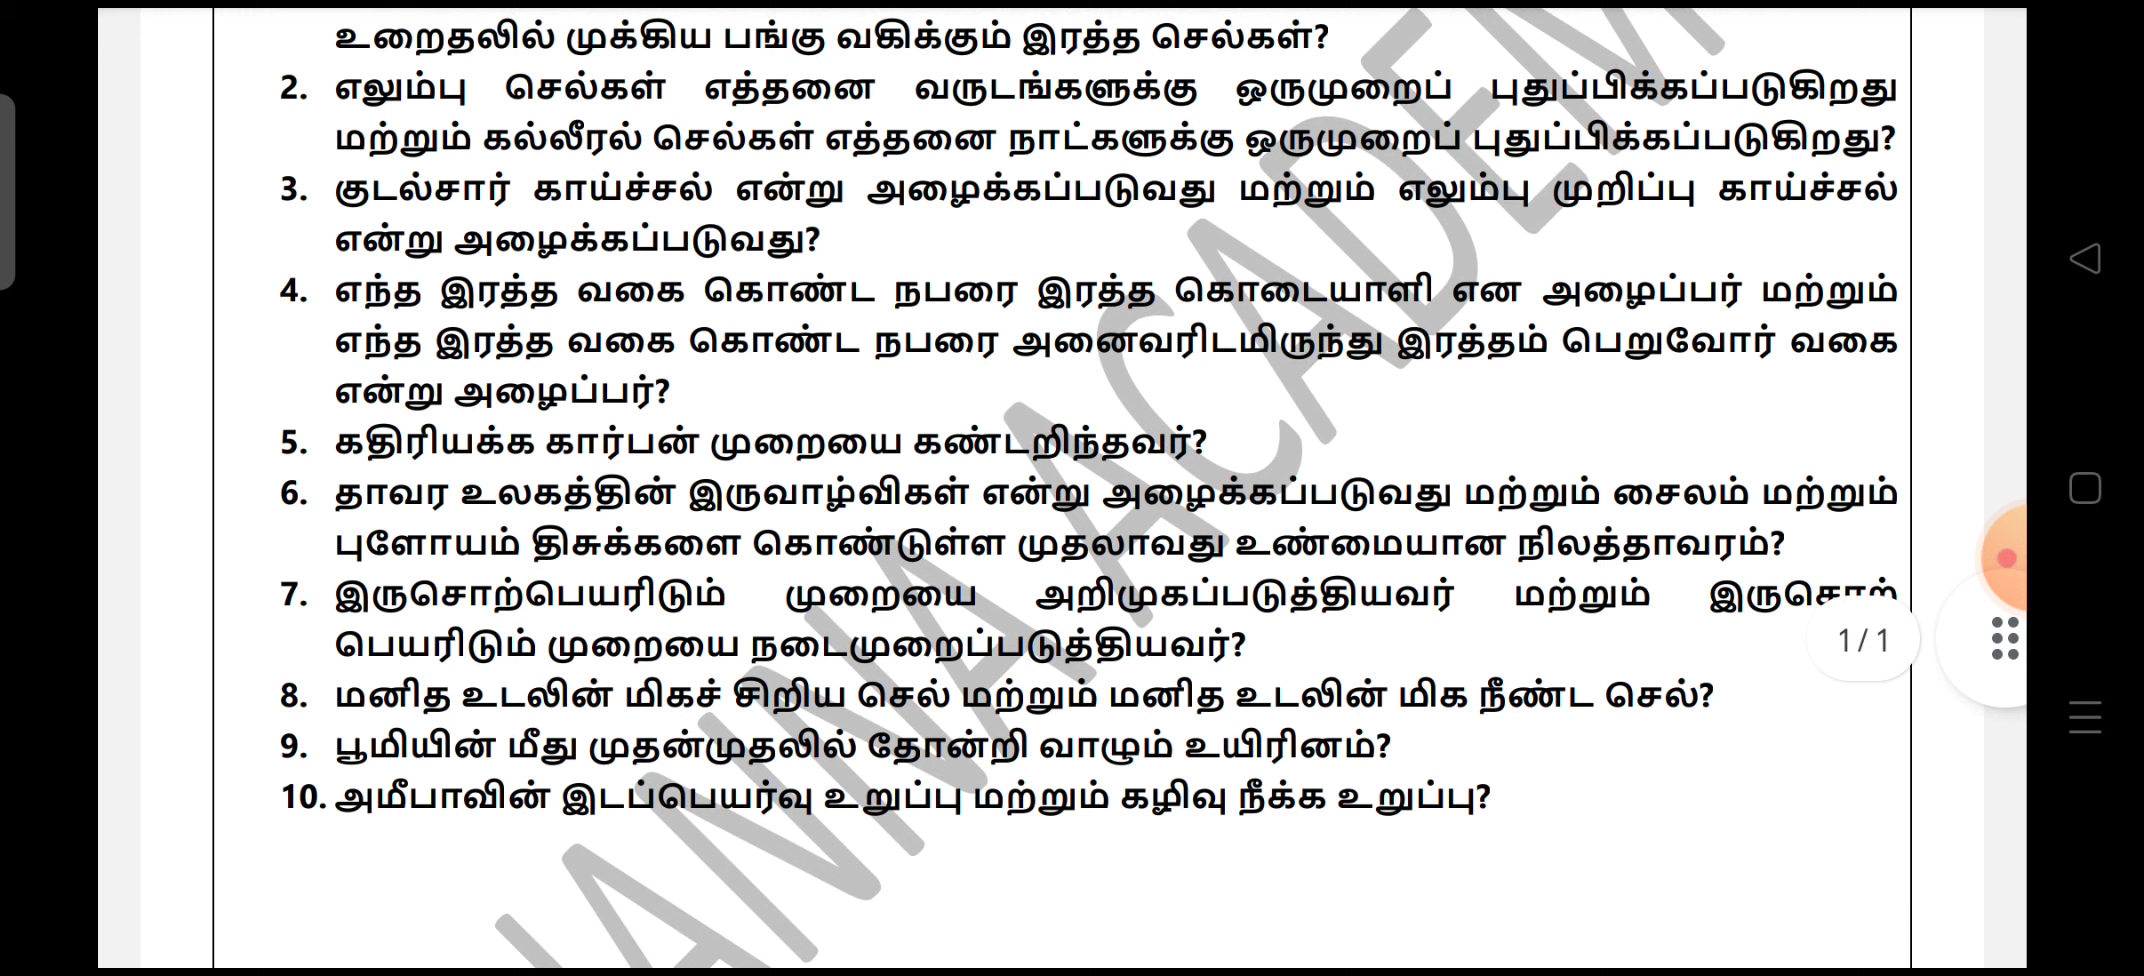 உறைதலில் முக்கிய பங்கு வகிக்கும் இரத்த செல்கள்?
2. எலும்பு செல்கள் எத்தனை வருடங்களுக்கு ஒருமுறைப் புதுப்பிக்கப்படுகிறது
மற்றும் கல்லீரல் செல்கள் எத்தனை நாட்களுக்கு ஒருமுறைப் புதுப்பிக்கப்படுகிறது?
3. குடல்சார் காய்ச்சல் என்று அழைக்கப்படுவது மற்றும் எலும்பு முறிப்பு காய்ச்சல்
என்று அழைக்கப்படுவது?
4. எந்த இரத்த வகை கொண்ட நபரை இரத்த கொடையாளி என அழைப்பர் மற்றும்
எந்த இரத்த வகை கொண்ட நபரை அனைவரிடமிருந்து இரத்தம் பெறுவோர் வகை
என்று அழைப்பர்?
5. கதிரியக்க கார்பன் முறையை கண்டறிந்தவர்?
6. தாவர உலகத்தின் இருவாழ்விகள் என்று அழைக்கப்படுவது மற்றும் சைலம் மற்றும்
புளோயம் திசுக்களை கொண்டுள்ள முதலாவது உண்மையான நிலத்தாவரம்?
7. இருசொற்பெயரிடும் முறையை அறிமுகப்படுத்தியவர் மற்றும் இருசொற்
பெயரிடும் முறையை நடைமுறைப்படுத்தியவர்?
1 / 1
8. மனித உடலின் மிகச் சிறிய செல் மற்றும் மனித உடலின் மிக நீண்ட செல்?
9. பூமியின் மீது முதன்முதலில் தோன்றி வாழும் உயிரினம்?
10. அமீபாவின் இடப்பெயர்வு உறுப்பு மற்றும் கழிவு நீக்க உறுப்பு?